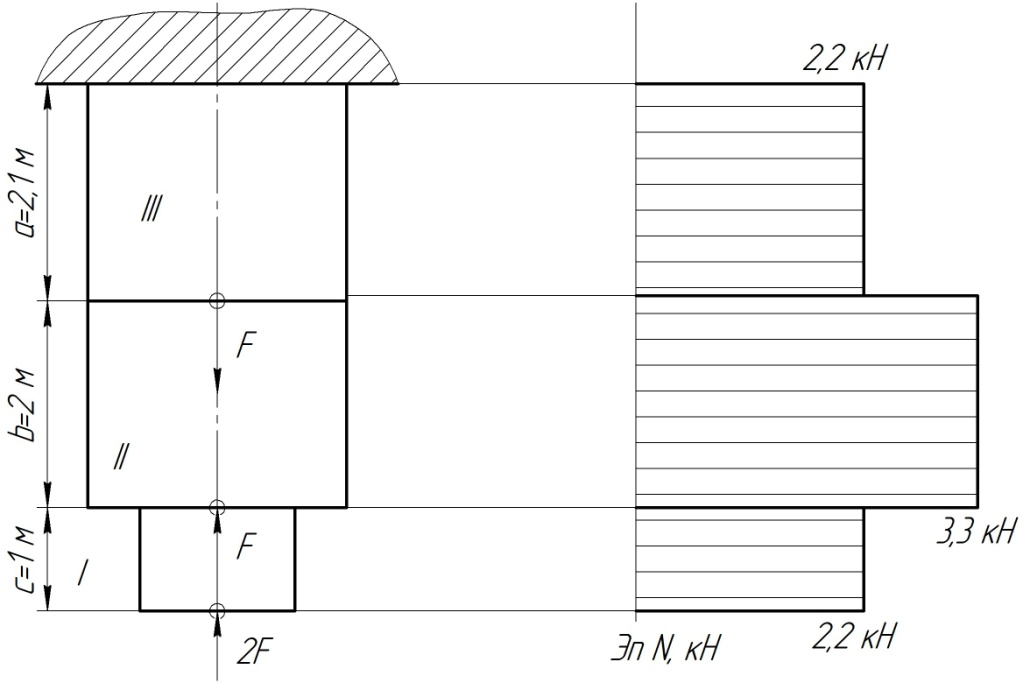 2,2 кН
a=2,1 м
III
F
b=2 м
II
3,3 кН
F
c=1 м
I
2,2 кН
2F
Эп N, кН